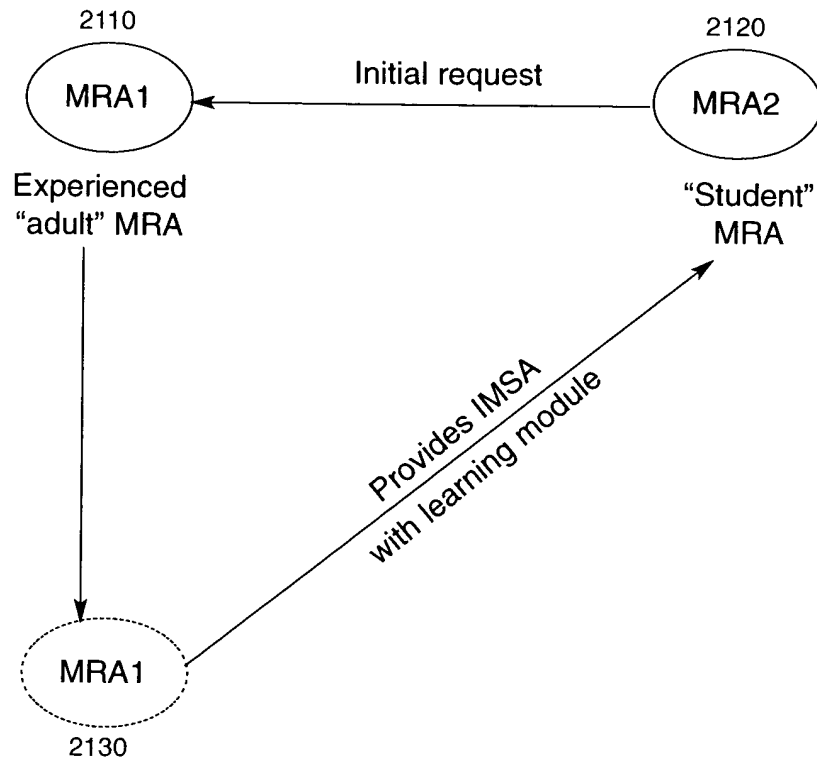 2110
2120
MRA1
Initial request
MRA2
Experienced
“adult” MRA
“Student”
MRA
Provides IMSA
with learning module
MRA1
2130